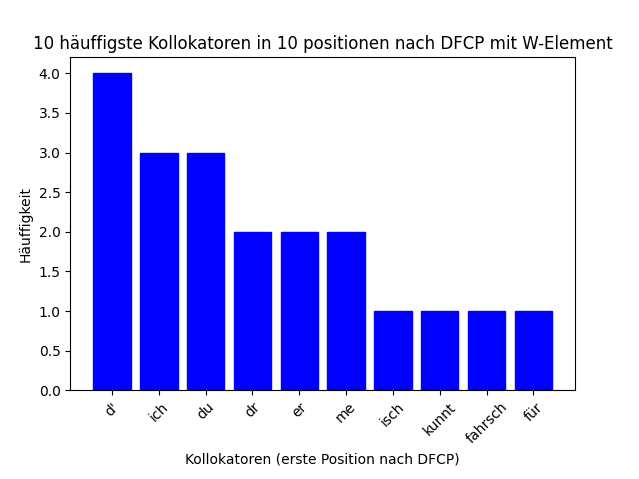 10 häuffigste Kollokatoren in 10 positionen nach DFCP mit W-Element
Häuffigkeit
4.0
3.5
3.0
2.5
2.0
1.5
1.0
0.5
0.0
d' ich du dr er me isch kunnt fahrsch für
Kollokatoren (erste Position nach DFCP)